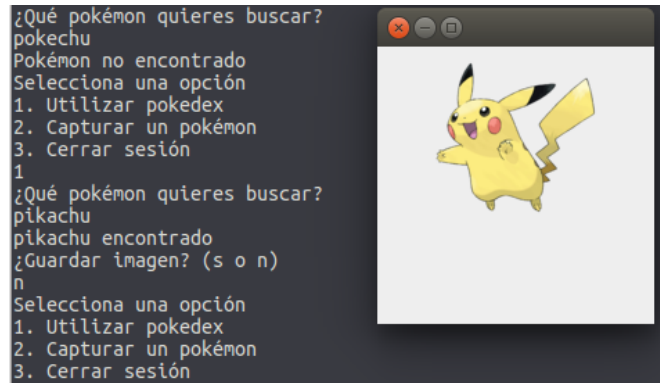 ¿Qué pokémon quieres buscar?
pokechu
Pokémon no encontrado
Selecciona una opción
1. Utilizar pokedex
2. Capturar un pokémon
3. Cerrar sesión
1
¿Qué pokémon quieres buscar?
pikachu
pikachu encontrado
¿Guardar imagen? (s o n)
n
Selecciona una opción
1. Utilizar pokedex
2. Capturar un pokémon
3. Cerrar sesión